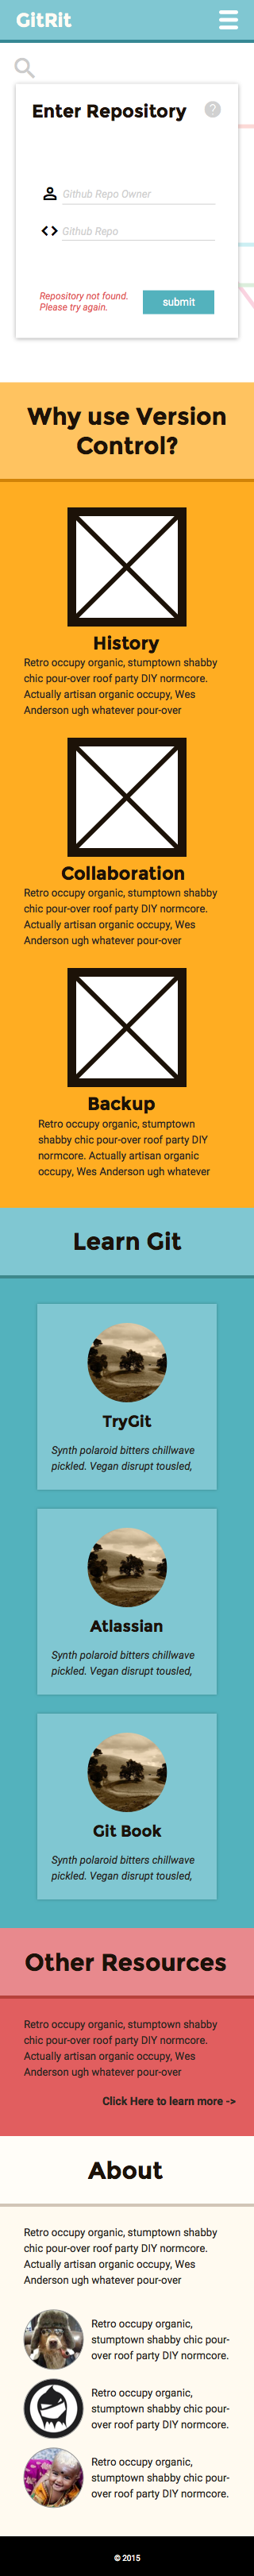 GitRit
Enter Repository
?
Github Repo Owner
Github Repo
Repository not found.
Please try again.
submit
Why use Version
Control?
History
Retro occupy organic, stumptown shabby
chic pour-over roof party DIY normcore.
Actually artisan organic occupy, Wes
Anderson ugh whatever pour-over
Collaboration
Retro occupy organic, stumptown shabby
chic pour-over roof party DIY normcore.
Actually artisan organic occupy, Wes
Anderson ugh whatever pour-over
Backup
Retro occupy organic, stumptown
shabby chic pour-over roof party DIY
normcore. Actually artisan organic
occupy, Wes Anderson ugh whatever
Learn Git
TryGit
Synth polaroid bitters chillwave
pickled. Vegan disrupt tousled,
Atlassian
Synth polaroid bitters chillwave
pickled. Vegan disrupt tousled,
Git Book
Synth polaroid bitters chillwave
pickled. Vegan disrupt tousled,
Other Resources
Retro occupy organic, stumptown shabby
chic pour-over roof party DIY normcore.
Actually artisan organic occupy, Wes
Anderson ugh whatever pour-over
Click Here to learn more ->
About
Retro occupy organic, stumptown shabby
chic pour-over roof party DIY normcore.
Actually artisan organic occupy, Wes
Anderson ugh whatever pour-over
Retro occupy organic,
stumptown shabby chic pour-
over roof party DIY normcore.
Retro occupy organic,
stumptown shabby chic pour-
over roof party DIY normcore.
Retro occupy organic,
stumptown shabby chic pour-
over roof party DIY normcore.
© 2015